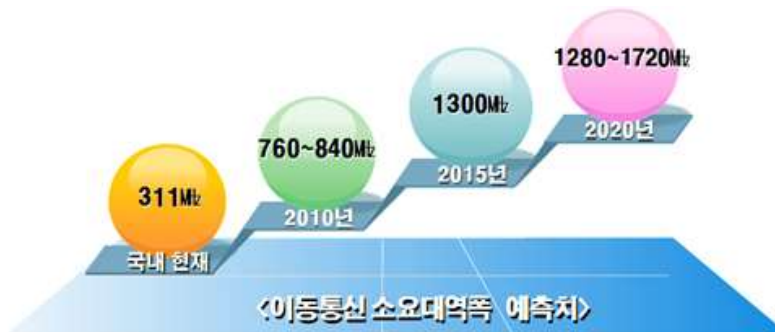 311㎒
국내 현재
760~840㎒
2010년
1300㎒
2015년
1280~1720㎒
2020년
<이동통신 소요대역폭 예측치>